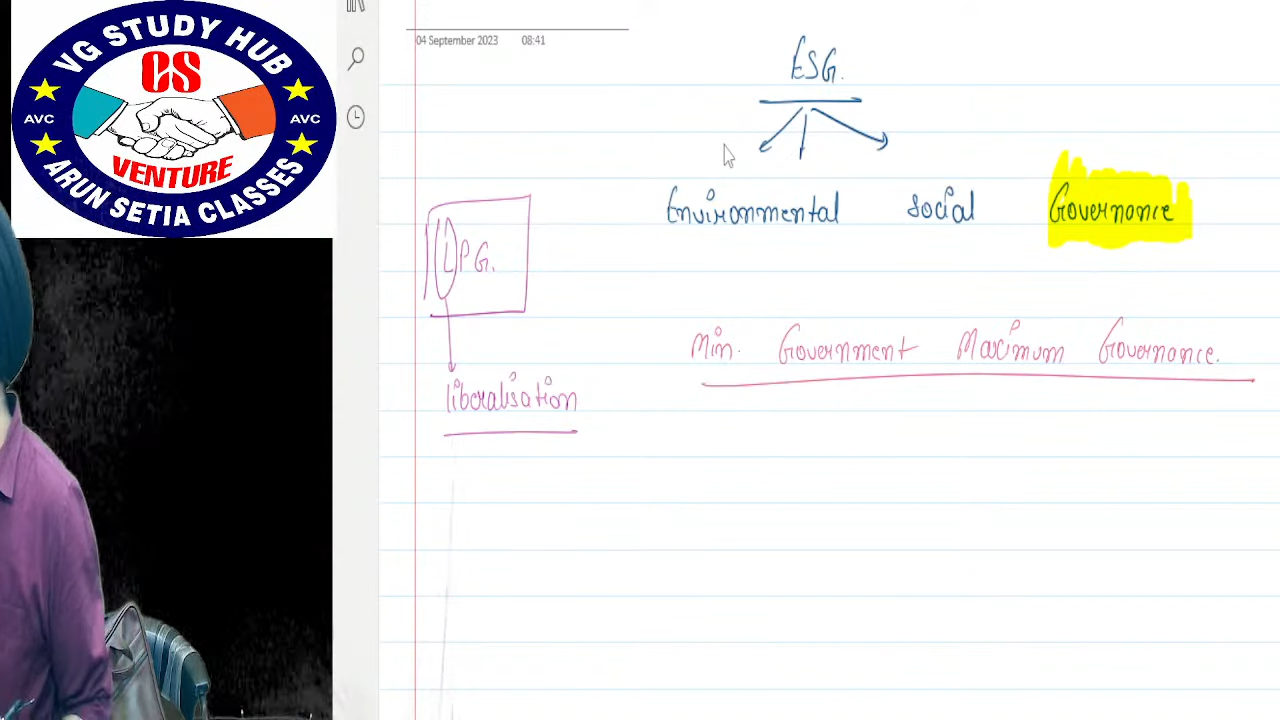 VG STUDY HUB
CS
AVC AVC
VENTURE
ARUN SETIA CLASSES
04 September 2023 08:41
ESG.
Environmental Social Governance
LPG.
Min. Government Maximum Governance.
liberalisation